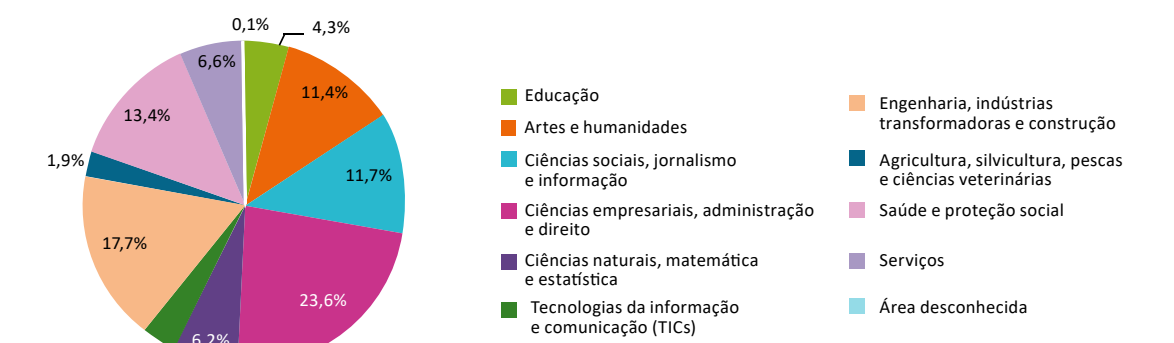 0,1%
4,3%
6,6%
11,4%
13,4%
1,9%
11,7%
17,7%
23,6%
6,2%
Educação
Artes e humanidades
Ciências sociais, jornalismo
e informação
Ciências empresariais, administração
e direito
Ciências naturais, matemática
e estatística
Tecnologias da informação
e comunicação (TICs)
Engenharia, indústrias
transformadoras e construção
Agricultura, silvicultura, pescas
e ciências veterinárias
Saúde e proteção social
Serviços
Área desconhecida